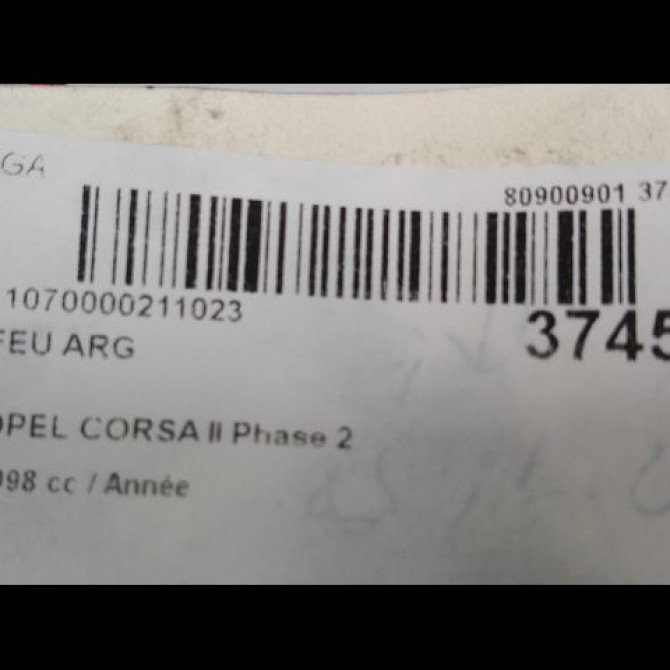 GA
80900901 37
1070000211023
3745
FEU ARG
OPEL CORSA II Phase 2
998 cc / Année